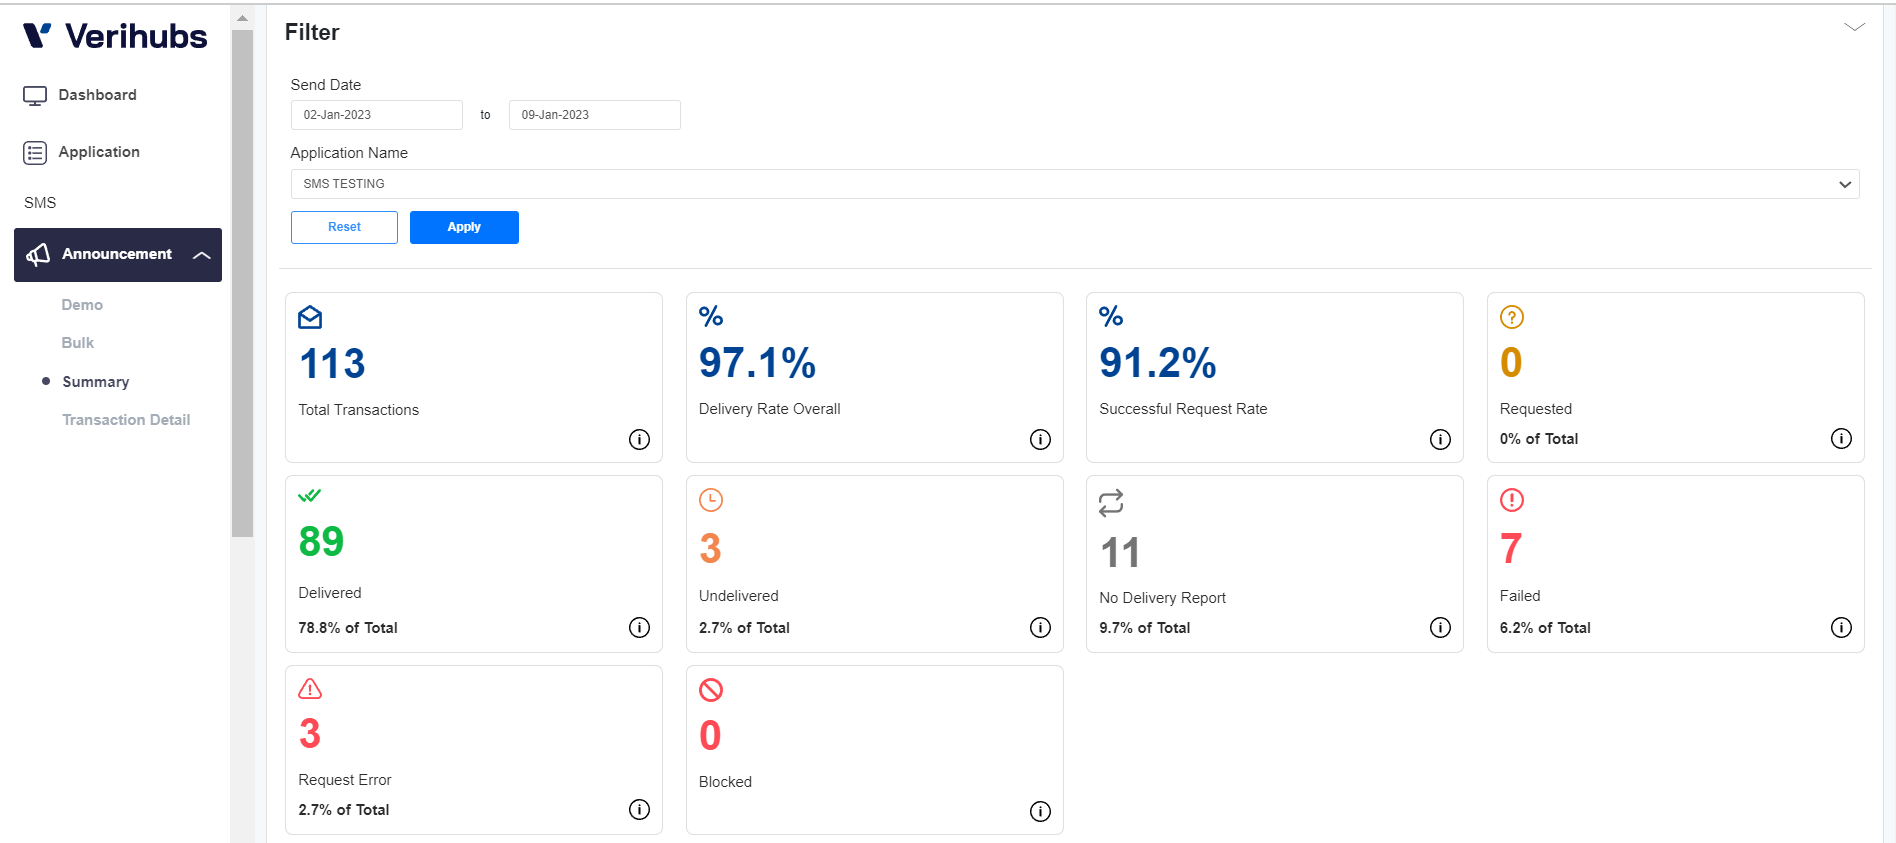 Verihubs
Dashboard
Application
SMS
Announcement
Demo
Bulk
Summary
Transaction Detail
Filter
Send Date
02-Jan-2023 to 09-Jan-2023
Application Name
SMS TESTING
Reset Apply
113
Total Transactions
97.1%
Delivery Rate Overall
91.2%
Successful Request Rate
0
Requested
0% of Total
89
Delivered
78.8% of Total
3
Undelivered
2.7% of Total
11
No Delivery Report
9.7% of Total
7
Failed
6.2% of Total
3
Request Error
2.7% of Total
0
Blocked